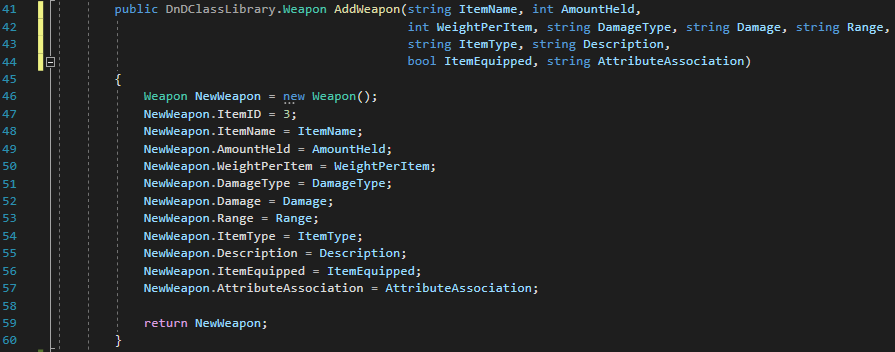 41 public DnDClassLibrary.Weapon AddWeapon(string ItemName, int AmountHeld,
42 int WeightPerItem, string DamageType, string Damage, string Range,
43 string ItemType, string Description,
44 bool ItemEquipped, string AttributeAssociation)
45 {
46 Weapon NewWeapon = new Weapon();
47 NewWeapon.ItemID = 3;
48 NewWeapon.ItemName = ItemName;
49 NewWeapon.AmountHeld = AmountHeld;
50 NewWeapon.WeightPerItem = WeightPerItem;
51 NewWeapon.DamageType = DamageType;
52 NewWeapon.Damage = Damage;
53 NewWeapon.Range = Range;
54 NewWeapon.ItemType = ItemType;
55 NewWeapon.Description = Description;
56 NewWeapon.ItemEquipped = ItemEquipped;
57 NewWeapon.AttributeAssociation = AttributeAssociation;
58
59 return NewWeapon;
60 }